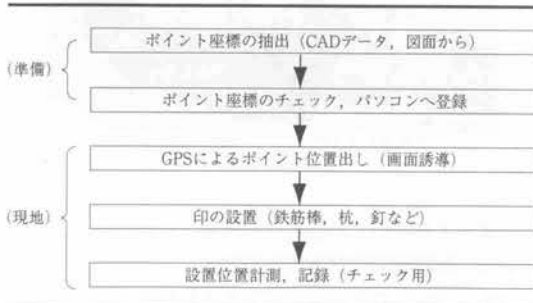 ポイント座標の抽出（CADデータ，図面から）
（準備）
ポイント座標のチェック，パソコンへ登録
GPSによるポイント位置出し（画面誘導）
（現地）
印の設置（鉄筋棒，杭，釘など）
設置位置計測，記録（チェック用）